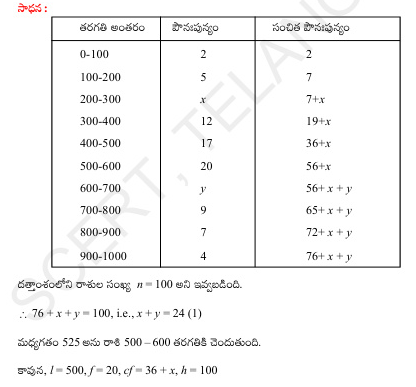 సాధన :
తరగతి అంతరం పౌనఃపున్యం సంచిత పౌనఃపున్యం
0-100 2 2
100-200 5 7
200-300 x 7+x
300-400 12 19+x
400-500 17 36+x
500-600 20 56+x
600-700 y 56+ x + y
700-800 9 65+ x + y
800-900 7 72+ x + y
900-1000 4 76+ x + y
దత్తాంశంలోని రాశుల సంఖ్య n = 100 అని ఇవ్వబడింది.
∴ 76 + x + y = 100, i.e., x + y = 24 (1)
మధ్యగతం 525 అను రాశి 500 – 600 తరగతికి చెందుతుంది.
కావున, l = 500, f = 20, cf = 36 + x, h = 100
SCERT, TELANG